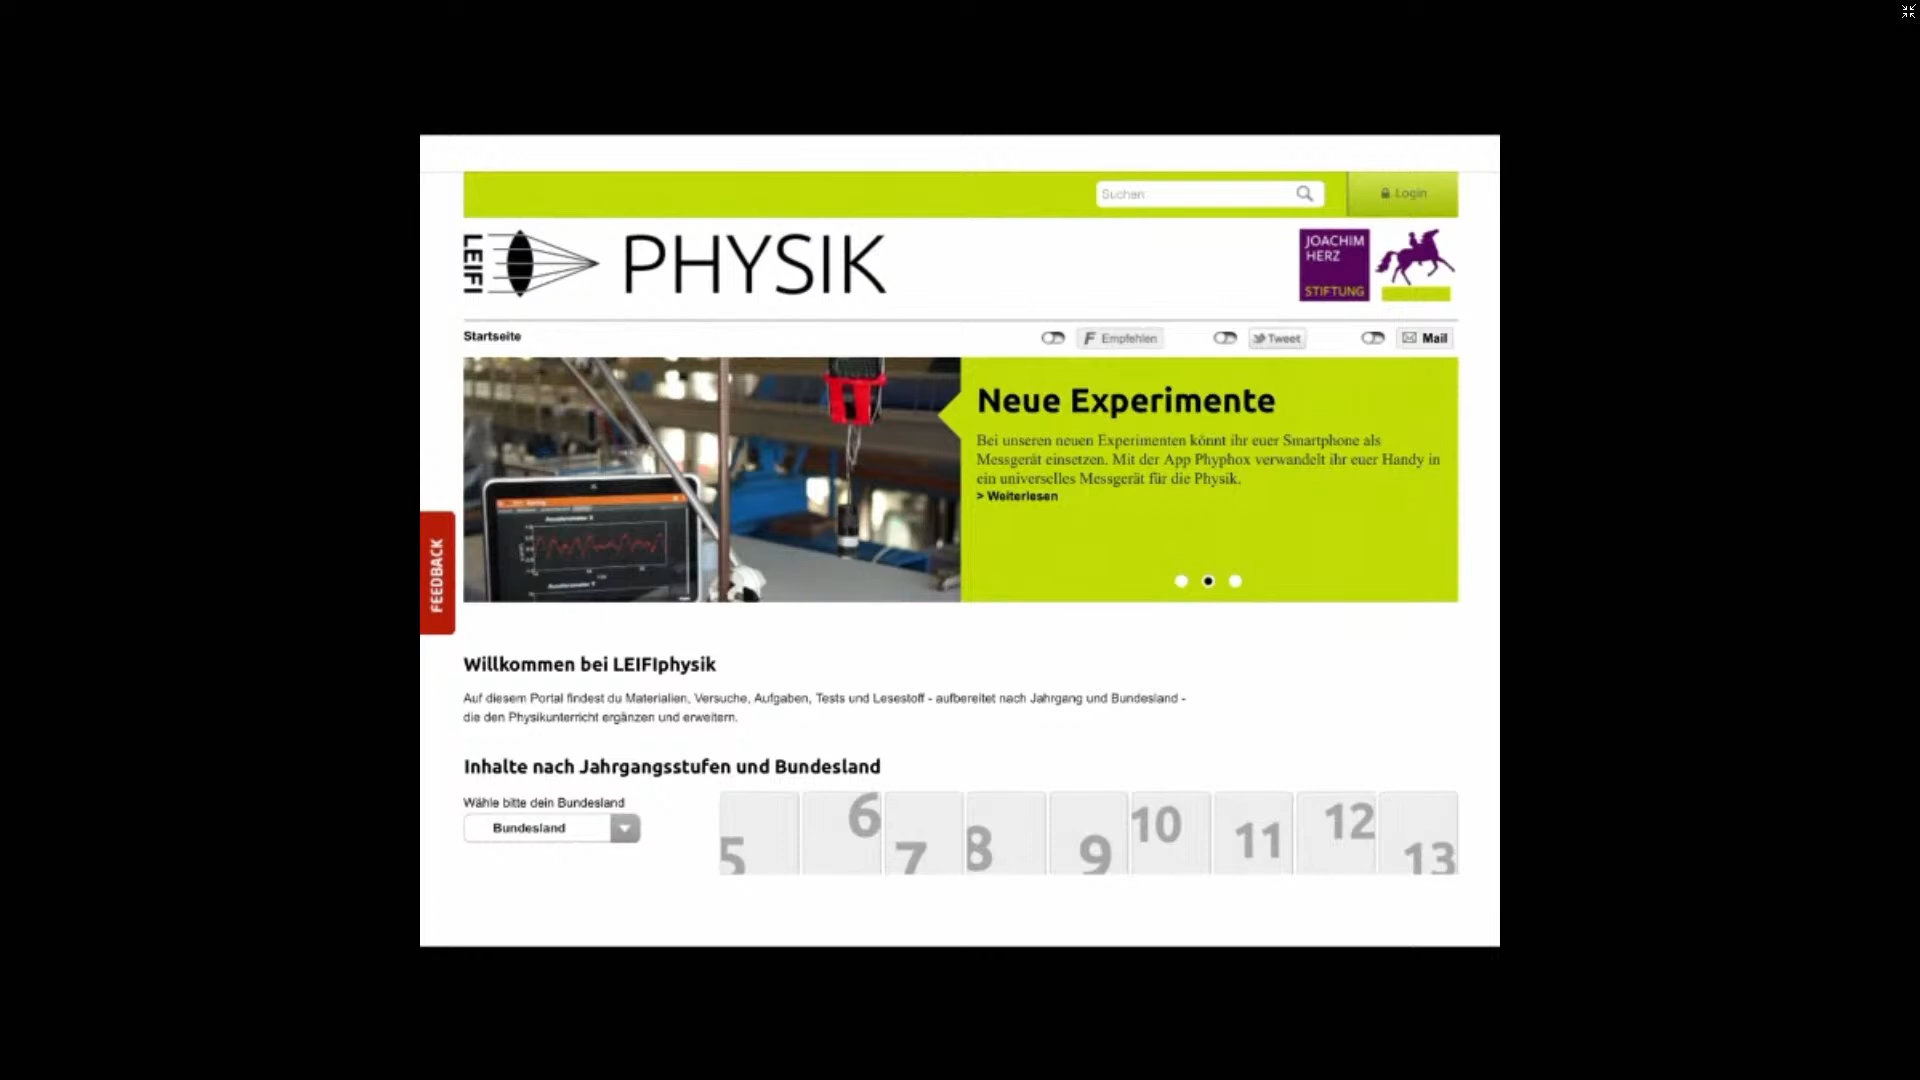 Suchen
Login
LEIFI
PHYSIK
JOACHIM
HERZ
STIFTUNG
Startseite
Empfehlen
Tweet
Mail
Neue Experimente
Bei unseren neuen Experimenten könnt ihr euer Smartphone als
Messgerät einsetzen. Mit der App Phyphox verwandelt ihr euer Handy in
ein universelles Messgerät für die Physik.
> Weiterlesen
FEEDBACK
Willkommen bei LEIFIphysik
Auf diesem Portal findest du Materialien, Versuche, Aufgaben, Tests und Lesestoff - aufbereitet nach Jahrgang und Bundesland -
die den Physikunterricht ergänzen und erweitern.
Inhalte nach Jahrgangsstufen und Bundesland
Wähle bitte dein Bundesland
Bundesland
5 6 7 8 9 10 11 12 13